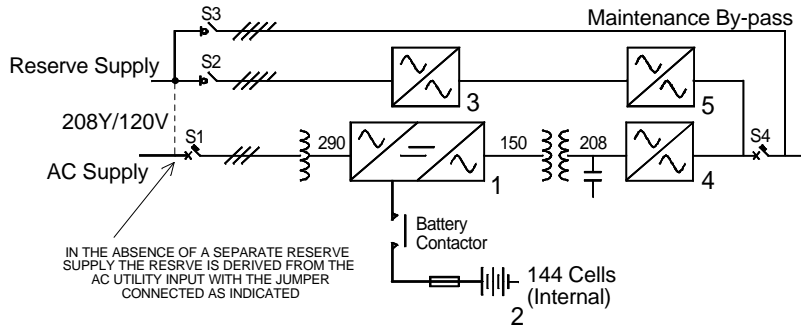 S3
Maintenance By-pass
Reserve Supply
S2
3
5
208Y/120V
S1
290
150
208
S4
AC Supply
1
4
Battery
Contactor
IN THE ABSENCE OF A SEPARATE RESERVE
SUPPLY THE RESRVE IS DERIVED FROM THE
AC UTILITY INPUT WITH THE JUMPER
CONNECTED AS INDICATED
144 Cells
(Internal)
2